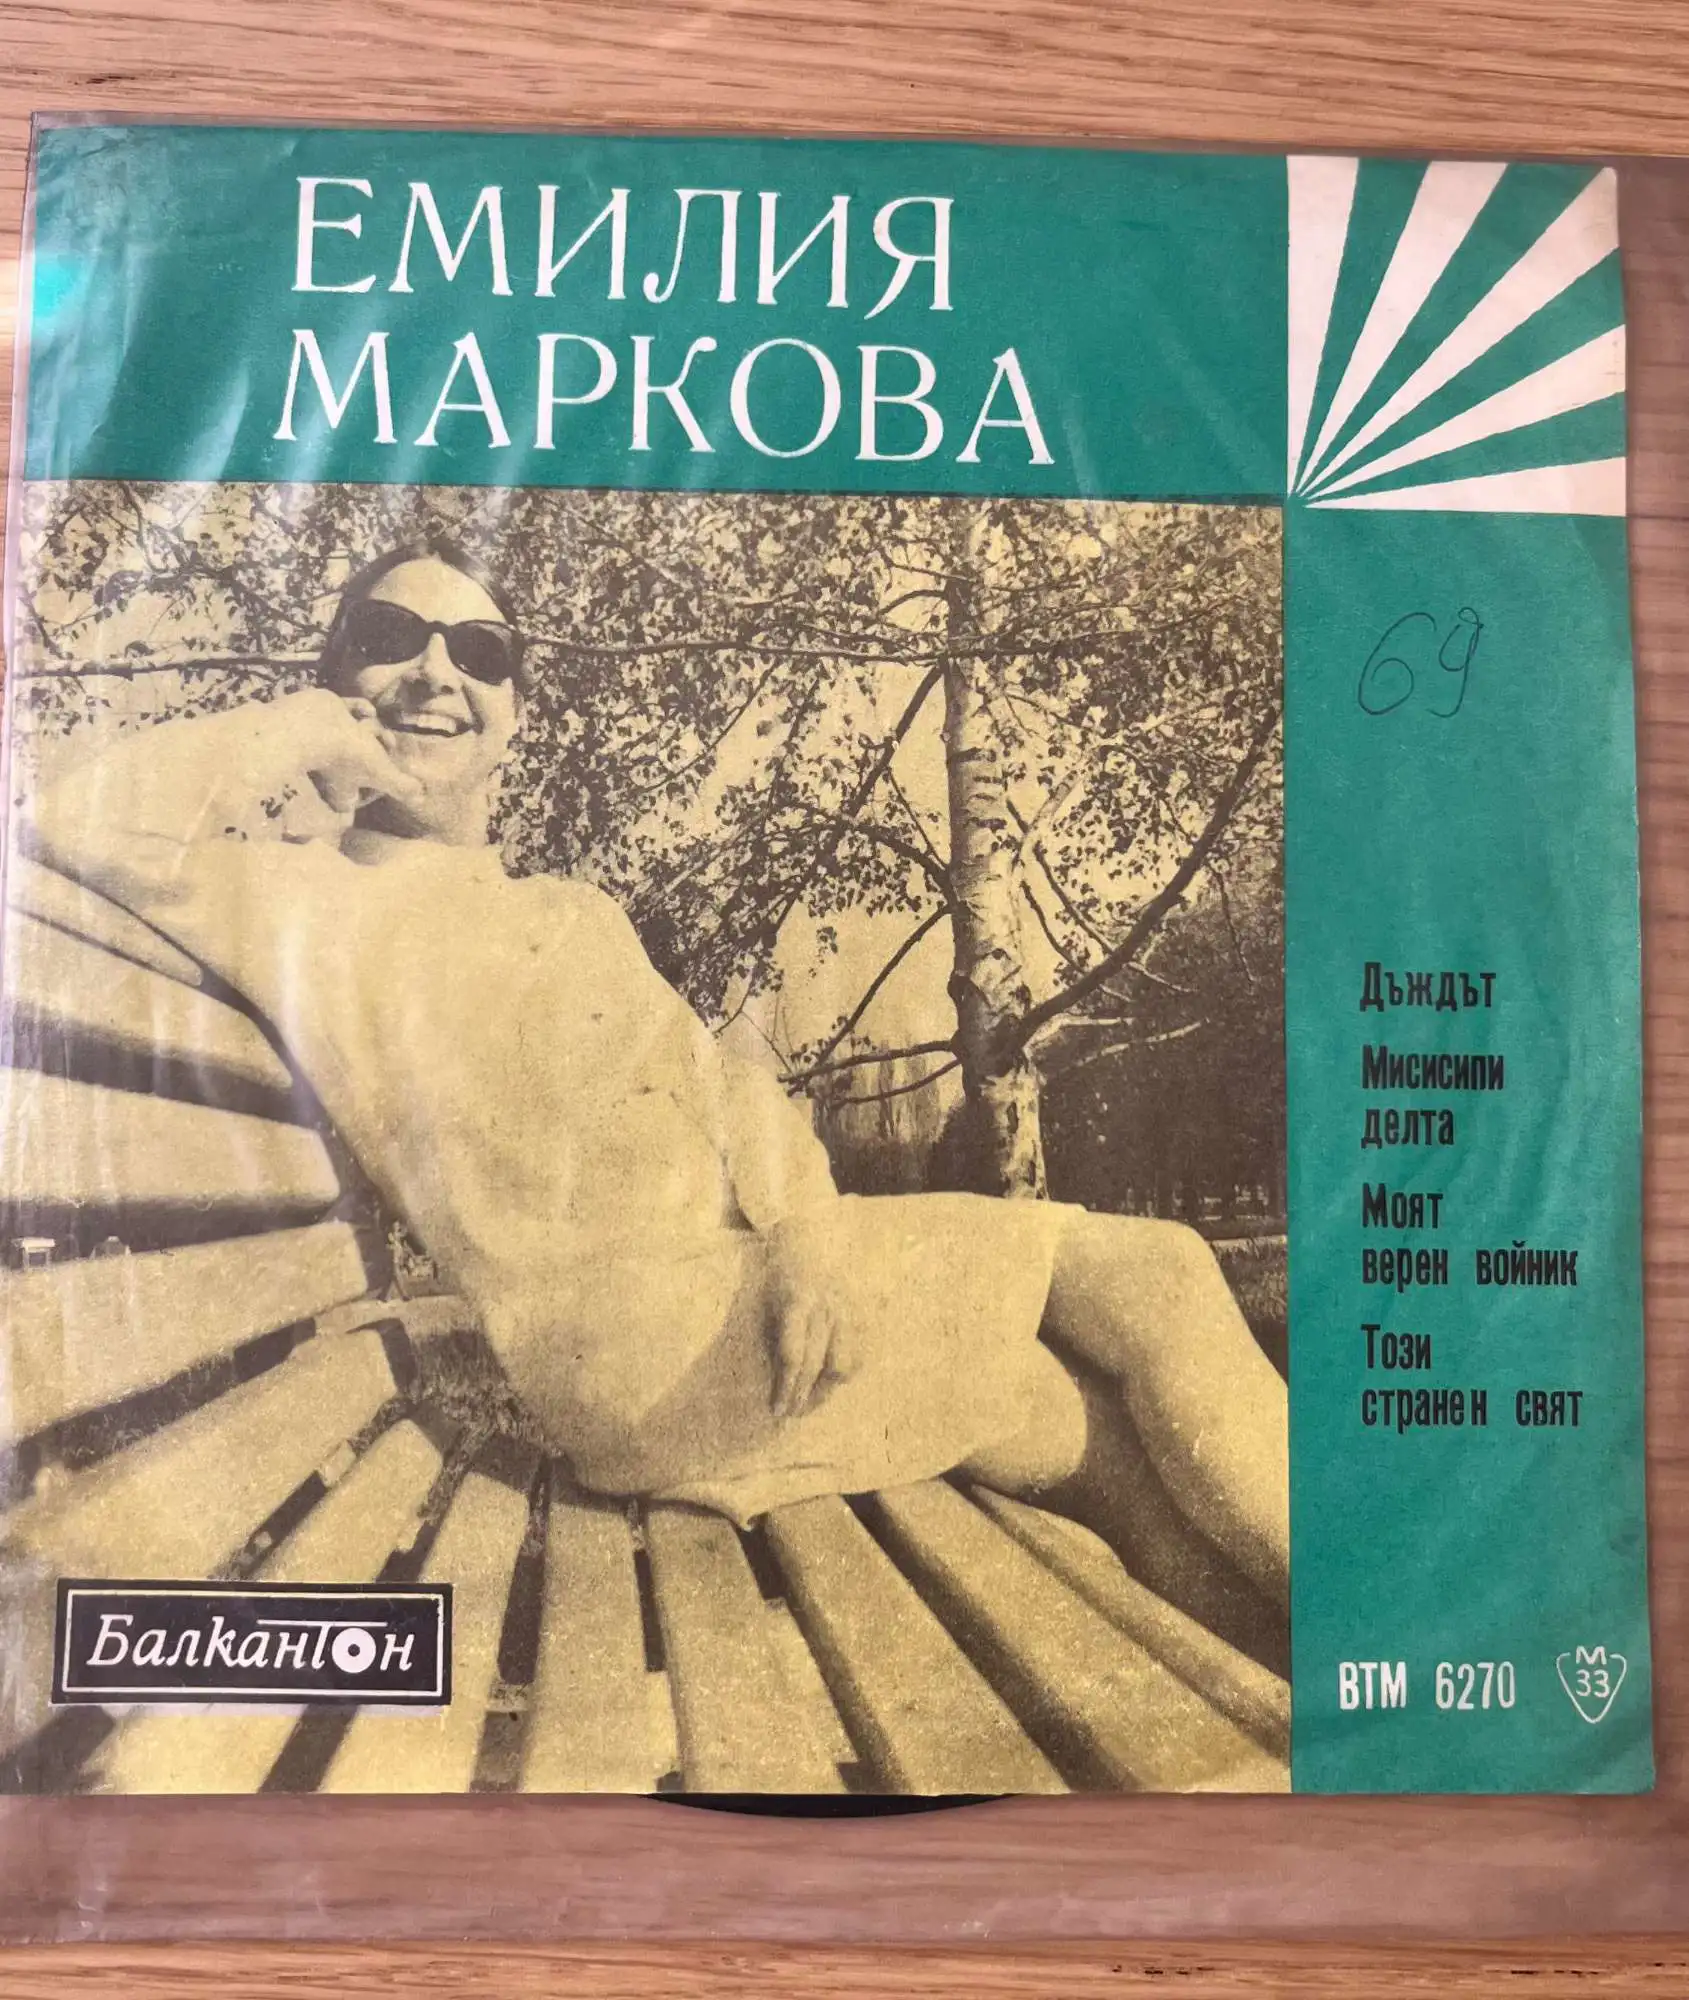 ЕМИЛИЯ
МАРКОВА
69
Дъждът
Мисисипи
делта
Моят
верен войник
Този
странен свят
Балкантон
ВТМ 6270
М
33